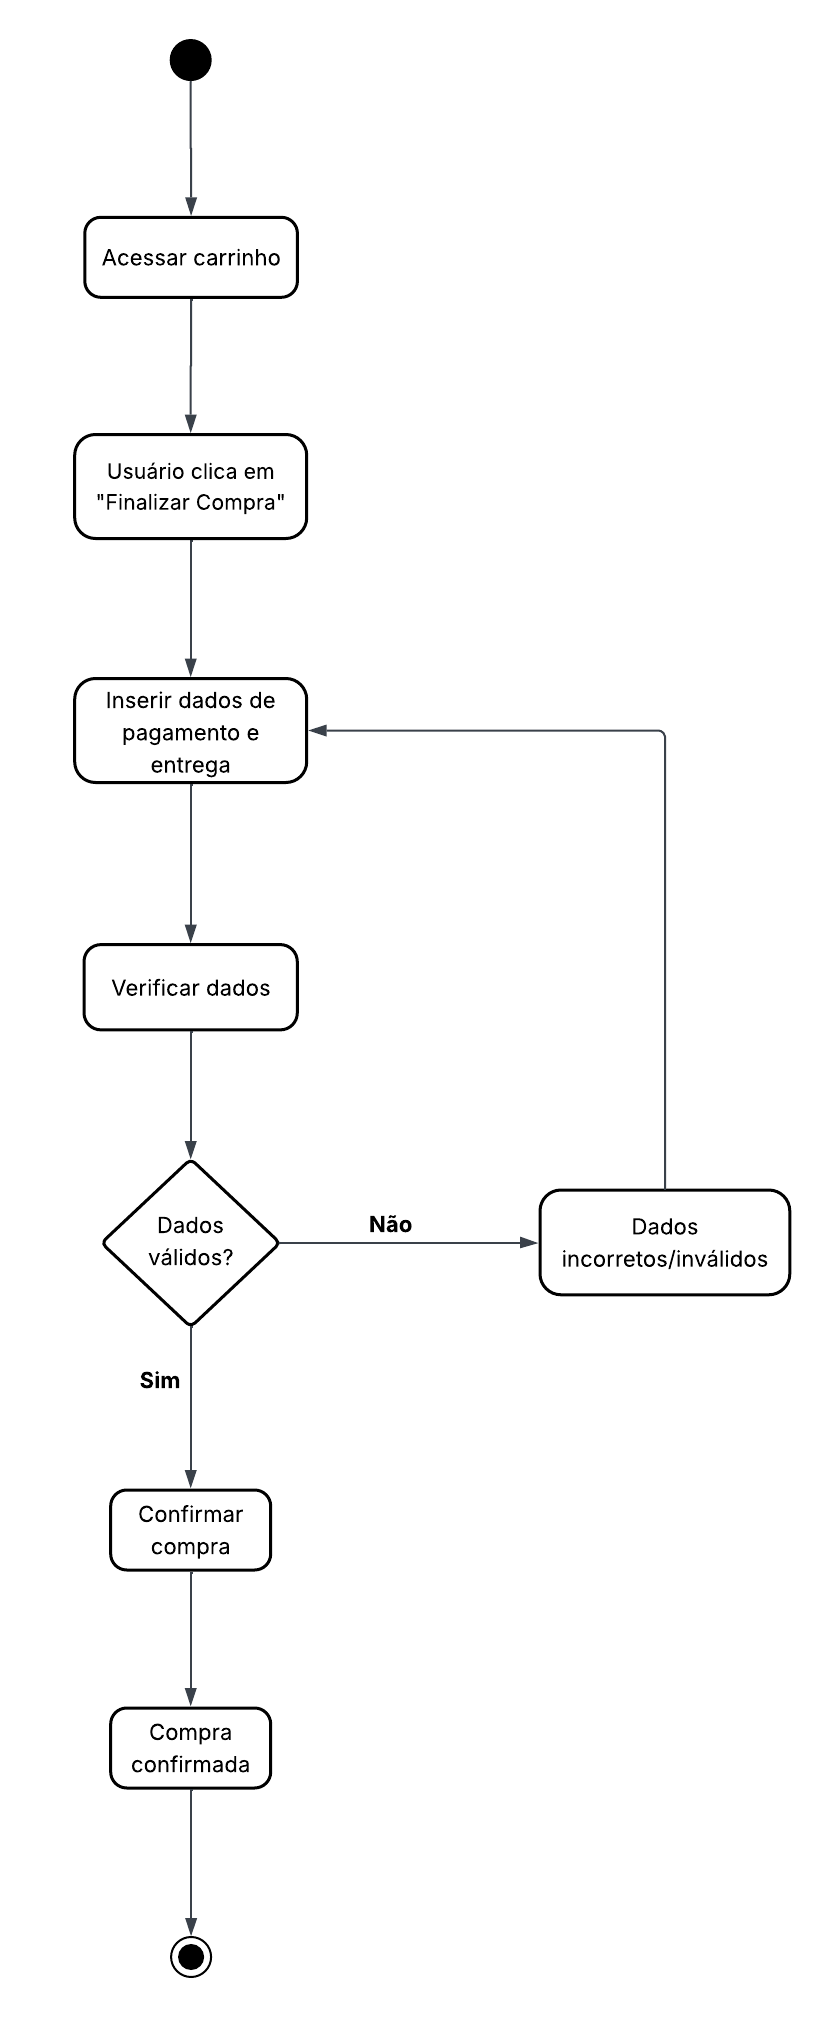 Acessar carrinho
Usuário clica em
"Finalizar Compra"
Inserir dados de
pagamento e
entrega
Verificar dados
Dados
válidos?
Não
Dados
incorretos/inválidos
Sim
Confirmar
compra
Compra
confirmada